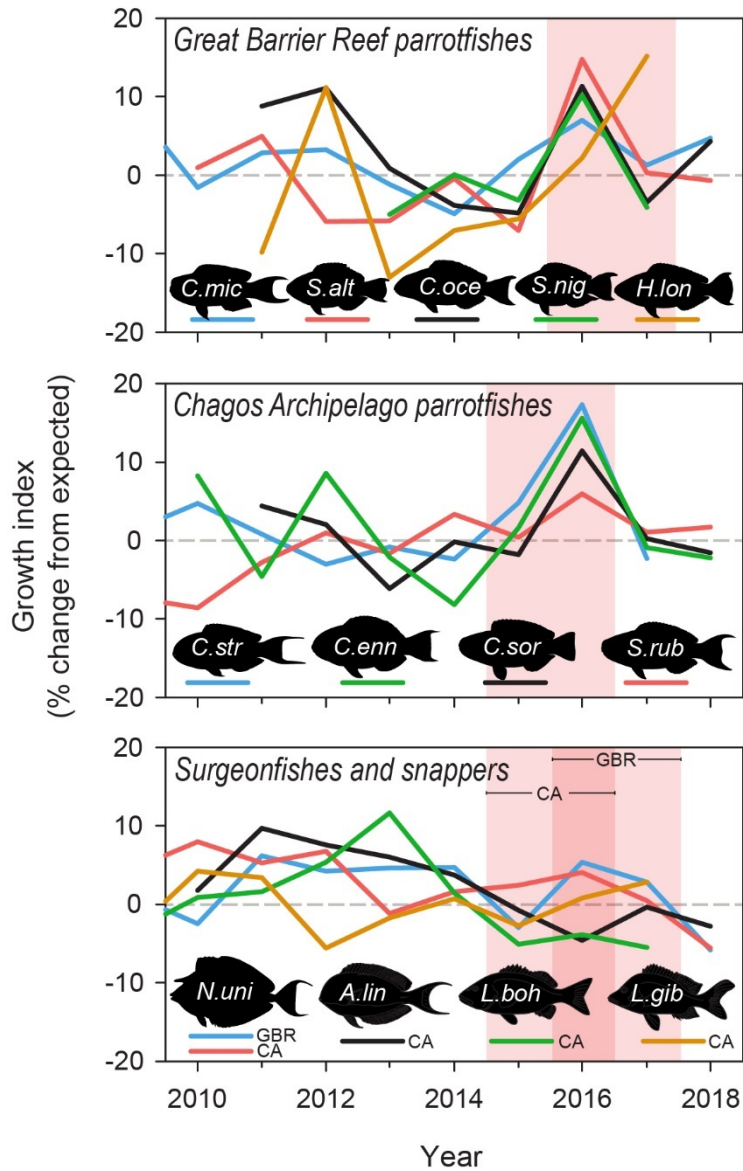 Growth index
(% change from expected)
20
Great Barrier Reef parrotfishes
10
0
-10
C.mic S.alt C.oce S.nig H.lon
-20
20
Chagos Archipelago parrotfishes
10
0
-10
C.str C.enn C.sor S.rub
-20
20
Surgeonfishes and snappers
GBR
CA
10
0
-10
N.uni A.lin L.boh L.gib
GBR
CA CA CA CA
-20
2010 2012 2014 2016 2018
Year